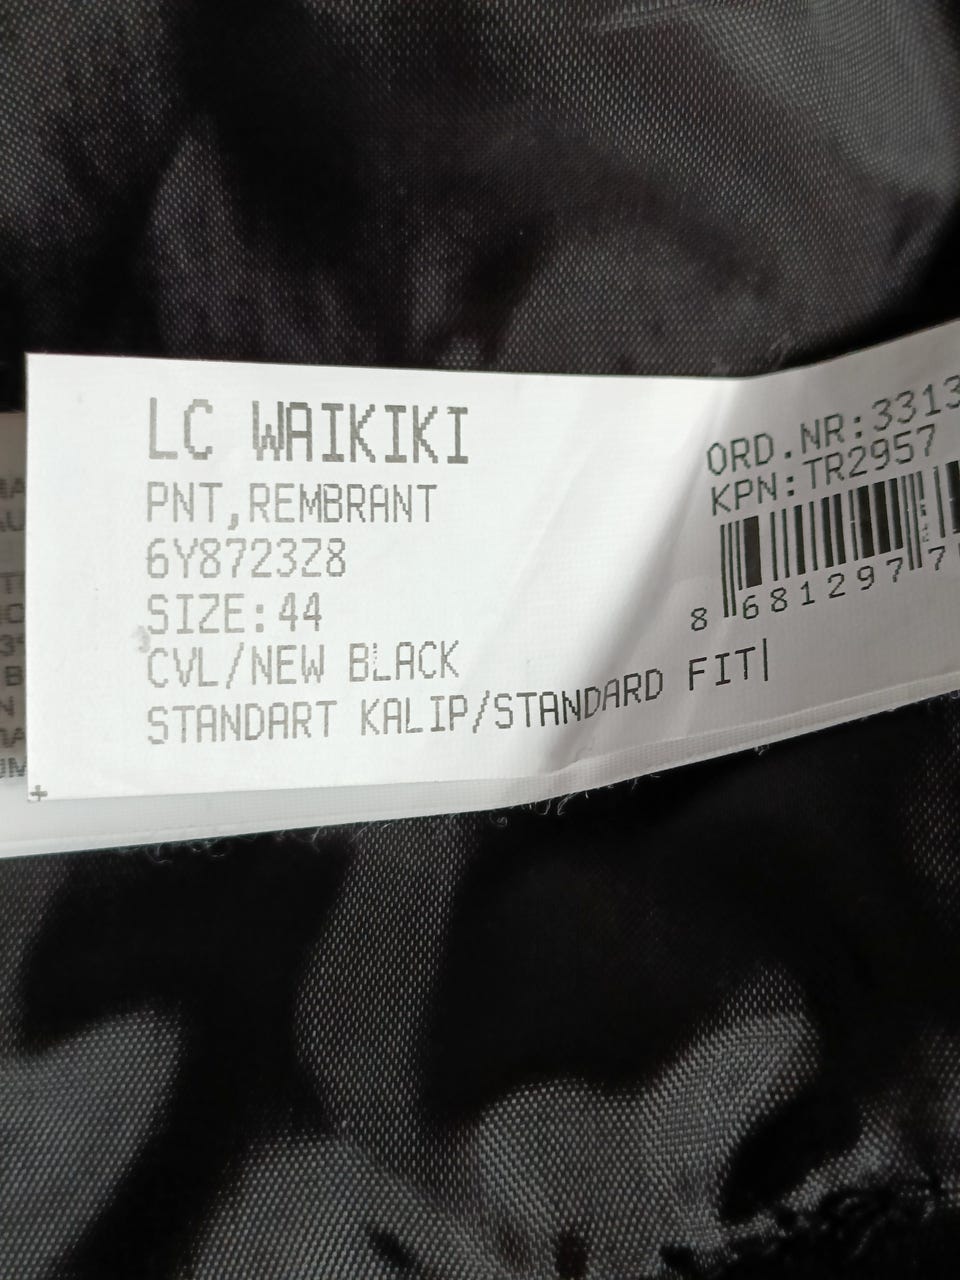 LC WAIKIKI
PNT,REMBRANT
6Y8723Z8
SIZE:44
CVL/NEW BLACK
STANDART KALIP/STANDARD FIT|
ORD.NR:3313
KPN:TR2957
8 681297 7